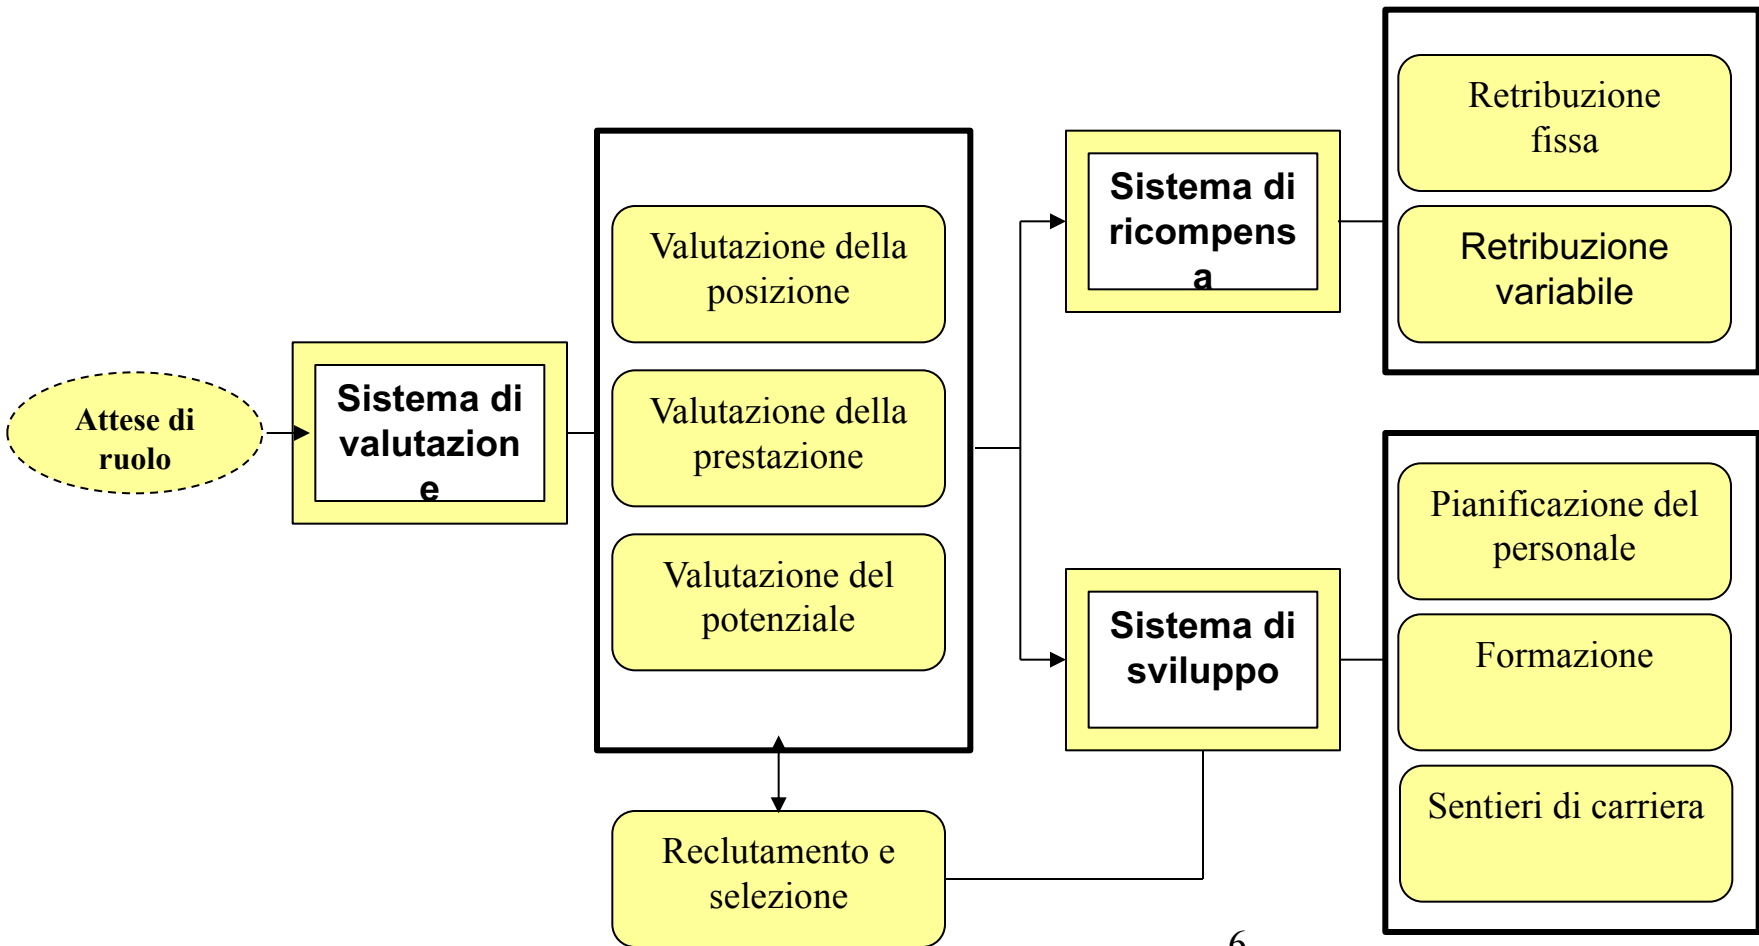 Attese di
ruolo
Sistema di
valutazion
e
Valutazione della
posizione
Valutazione della
prestazione
Valutazione del
potenziale
Reclutamento e
selezione
Sistema di
ricompens
a
Retribuzione
fissa
Retribuzione
variabile
Sistema di
sviluppo
Pianificazione del
personale
Formazione
Sentieri di carriera
6